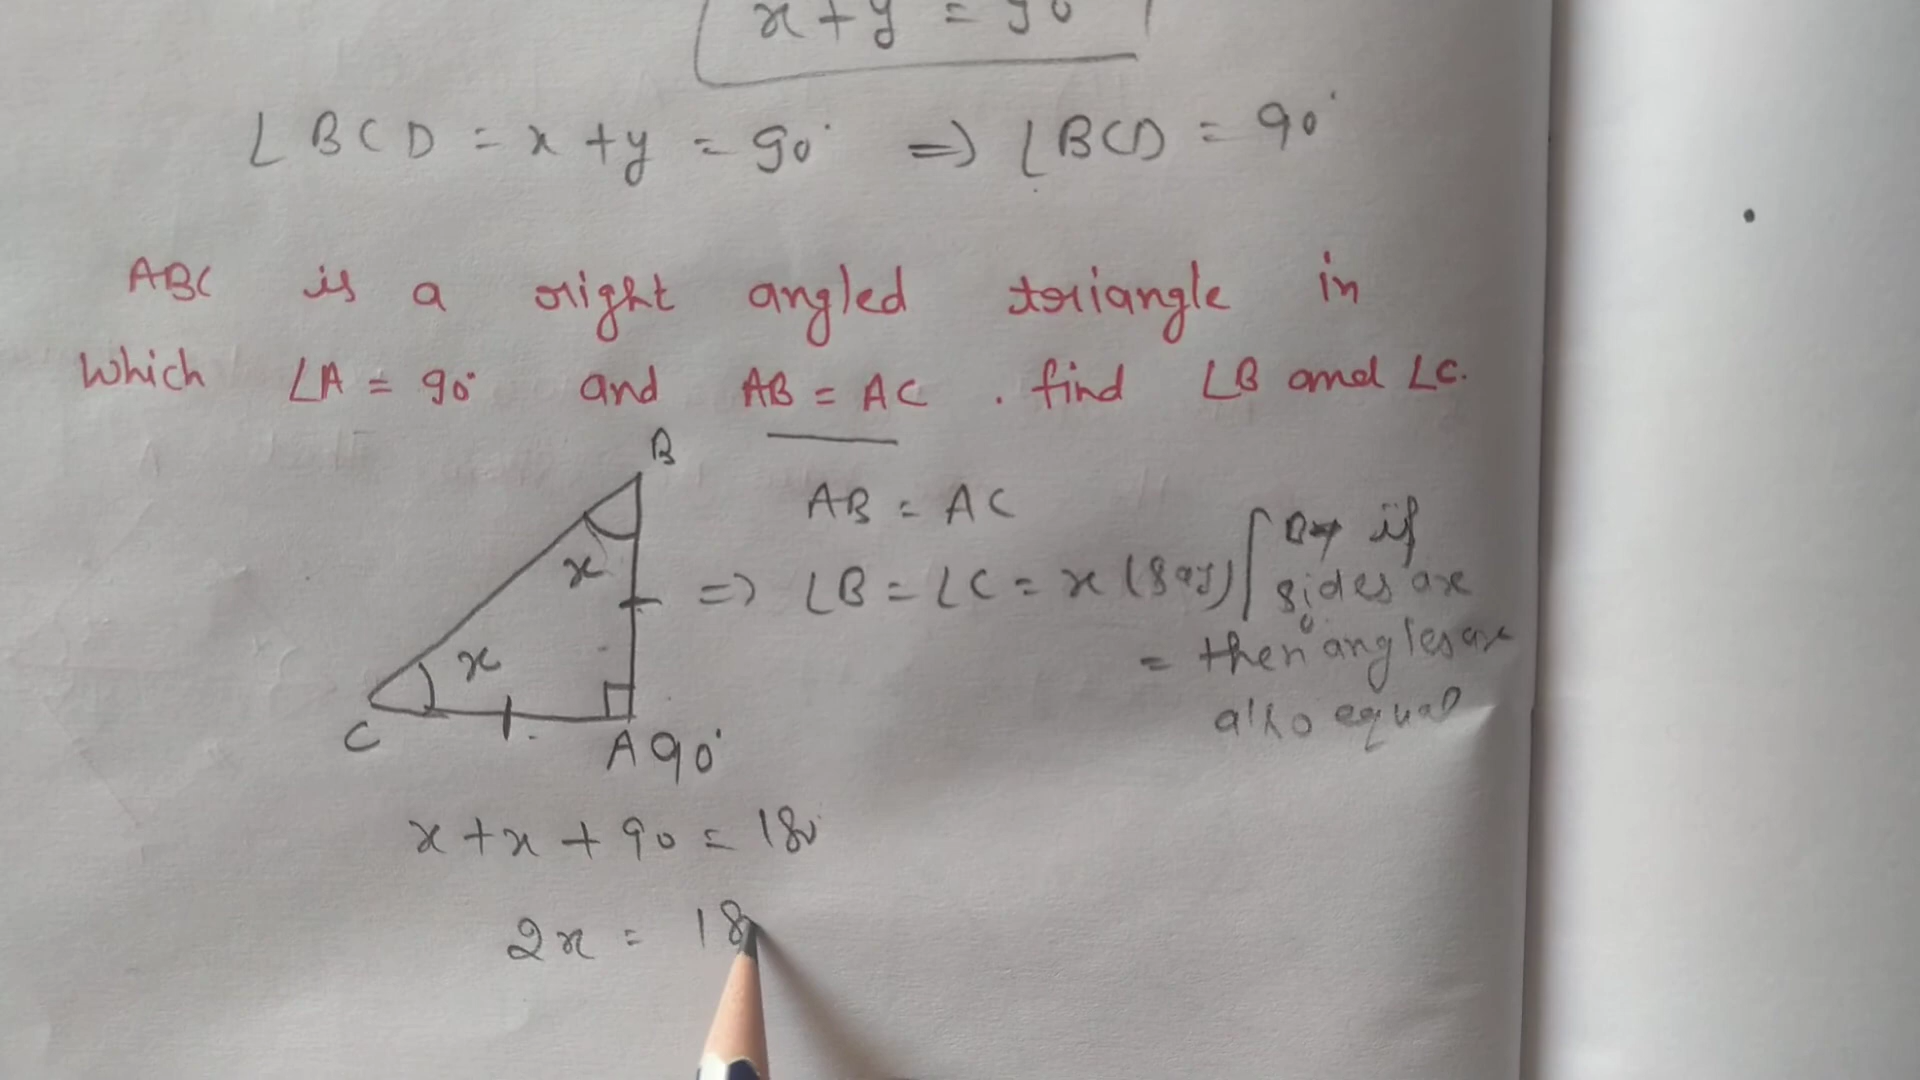 x + y = 90
∠BCD = x + y = 90° ⇒ ∠BCD = 90°
ABC is a right angled triangle in
which ∠A = 90° and AB = AC . find ∠B and ∠C.
B
AB = AC
if
x
⇒ ∠B = ∠C = x (say)
sides are
x
= then angles are
also equal
C
A 90°
x + x + 90 = 180
2x = 18